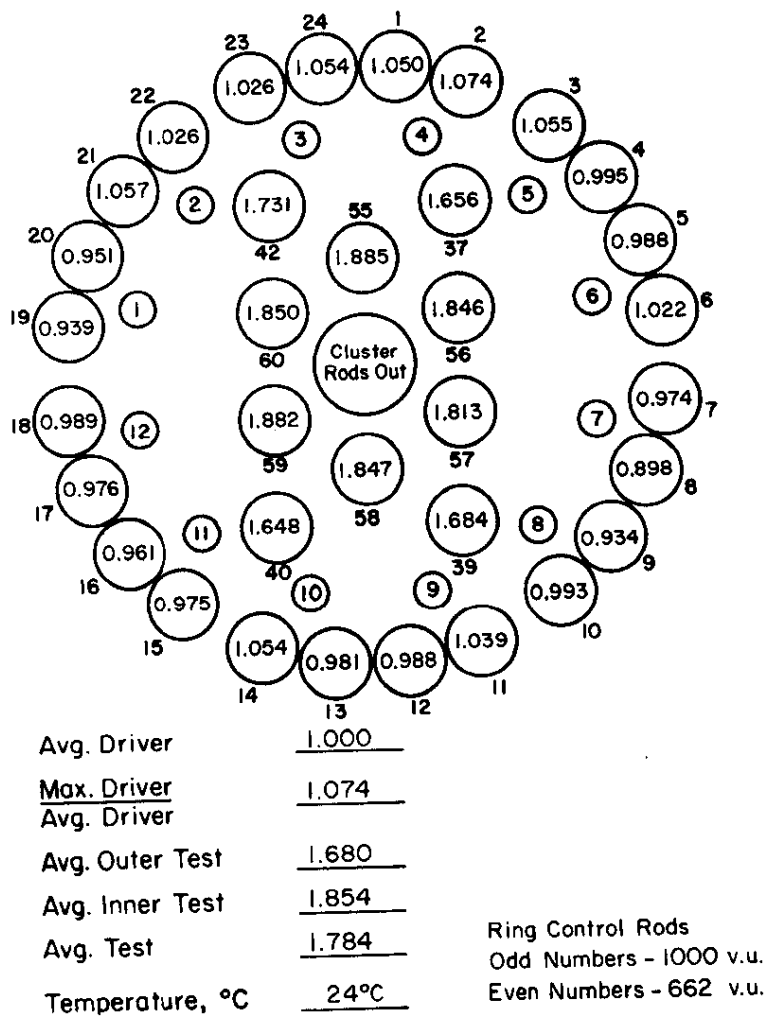 24 1
23 2
1.054 1.050
1.026 1.074
22 3
1.026 3 4 1.055
21 4
1.057 2 1.731 1.656 5 0.995
20 42 55 37 5
0.951 1.885 0.988
19 0.939 1 1.850 1.846 6 1.022 6
60 56
Cluster
Rods Out
18 0.989 12 1.882 1.813 7 0.974 7
59 57
17 0.976 1.847 0.898 8
58
16 0.961 11 1.648 1.684 8 0.934 9
40 39
15 0.975 10 9 0.993 10
14 1.054 0.981 0.988 1.039 11
13 12
Avg. Driver 1.000
Max. Driver 1.074
Avg. Driver
Avg. Outer Test 1.680
Avg. Inner Test 1.854
Avg. Test 1.784
Temperature, °C 24°C
Ring Control Rods
Odd Numbers - 1000 v.u.
Even Numbers - 662 v.u.